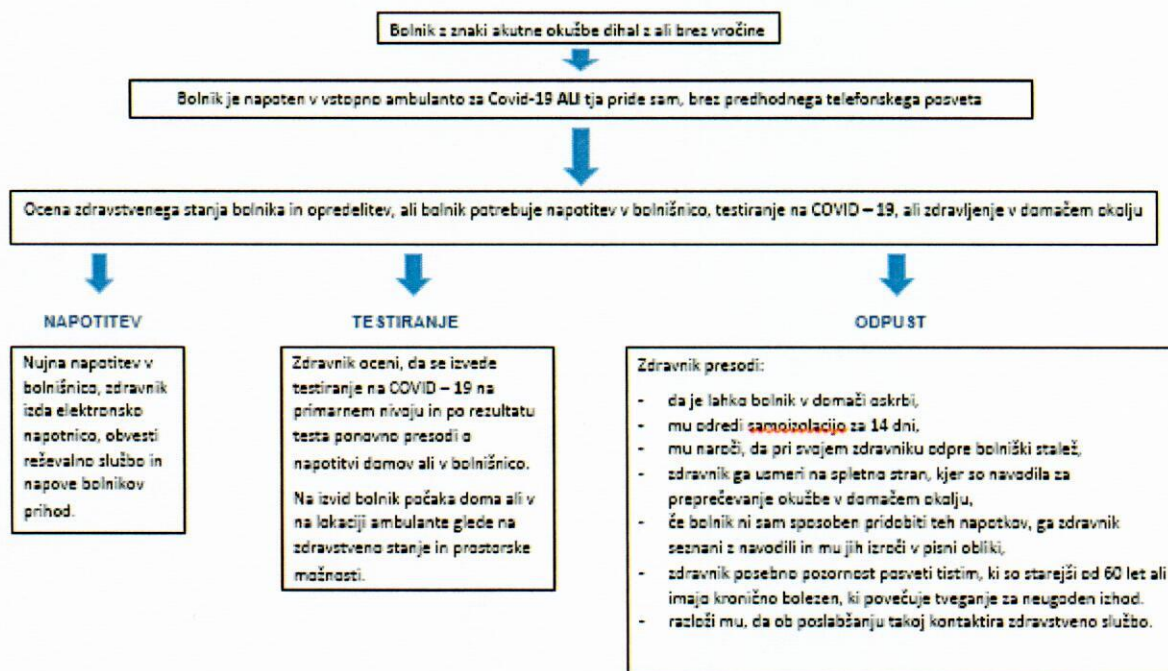 Bolnik z znaki akutne okužbe dihal z ali brez vročine
Bolnik je napoten v vstopno ambulanto za Covid-19 ALI tja pride sam, brez predhodnega telefonskega posveta
Ocena zdravstvenega stanja bolnika in opredelitev, ali bolnik potrebuje napotitev v bolnišnico, testiranje na COVID – 19, ali zdravljenje v domačem okolju
NAPOTITEV
Nujna napotitev v
bolnišnico, zdravnik
izda elektronsko
napotnico, obvesti
reševalno službo in
napove bolnikov
prihod.
TESTIRANJE
Zdravnik oceni, da se izvede
testiranje na COVID – 19 na
primarnem nivoju in po rezultatu
testa ponovno presodi o
napotitvi domov ali v bolnišnico.
Na izvid bolnik počaka doma ali v
na lokaciji ambulante glede na
zdravstveno stanje in prostorske
možnosti.
ODPUST
Zdravnik presodi:
- da je lahko bolnik v domači oskrbi,
- mu odredi samoizolacijo za 14 dni,
- mu naroči, da pri svojem zdravniku odpre bolniški stalež,
- zdravnik ga usmeri na spletno stran, kjer so navodila za
preprečevanje okužbe v domačem okolju,
- če bolnik ni sam sposoben pridobiti teh napotkov, ga zdravnik
seznani z navodili in mu jih izroči v pisni obliki,
- zdravnik posebno pozornost posveti tistim, ki so starejši od 60 let ali
imajo kronično bolezen, ki povečuje tveganje za neugoden izhod.
- razloži mu, da ob poslabšanju takoj kontaktira zdravstveno službo.